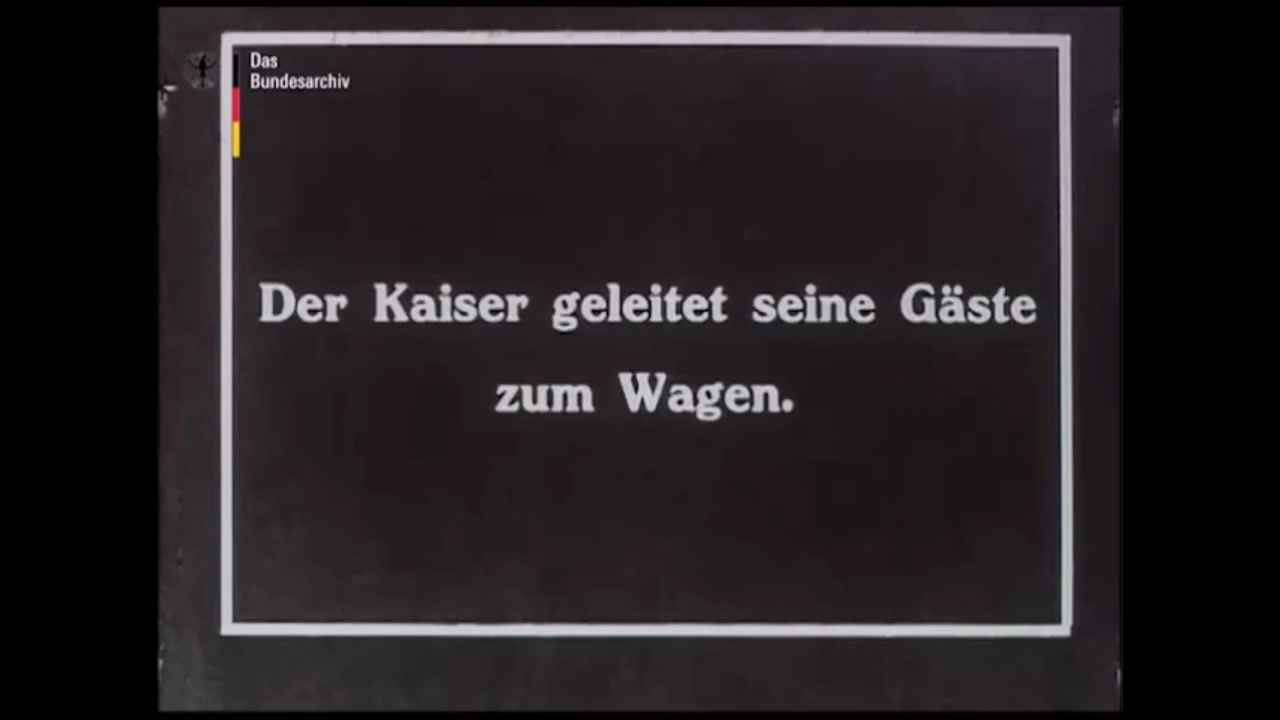 Das
Bundesarchiv
Der Kaiser geleitet seine Gäste
zum Wagen.